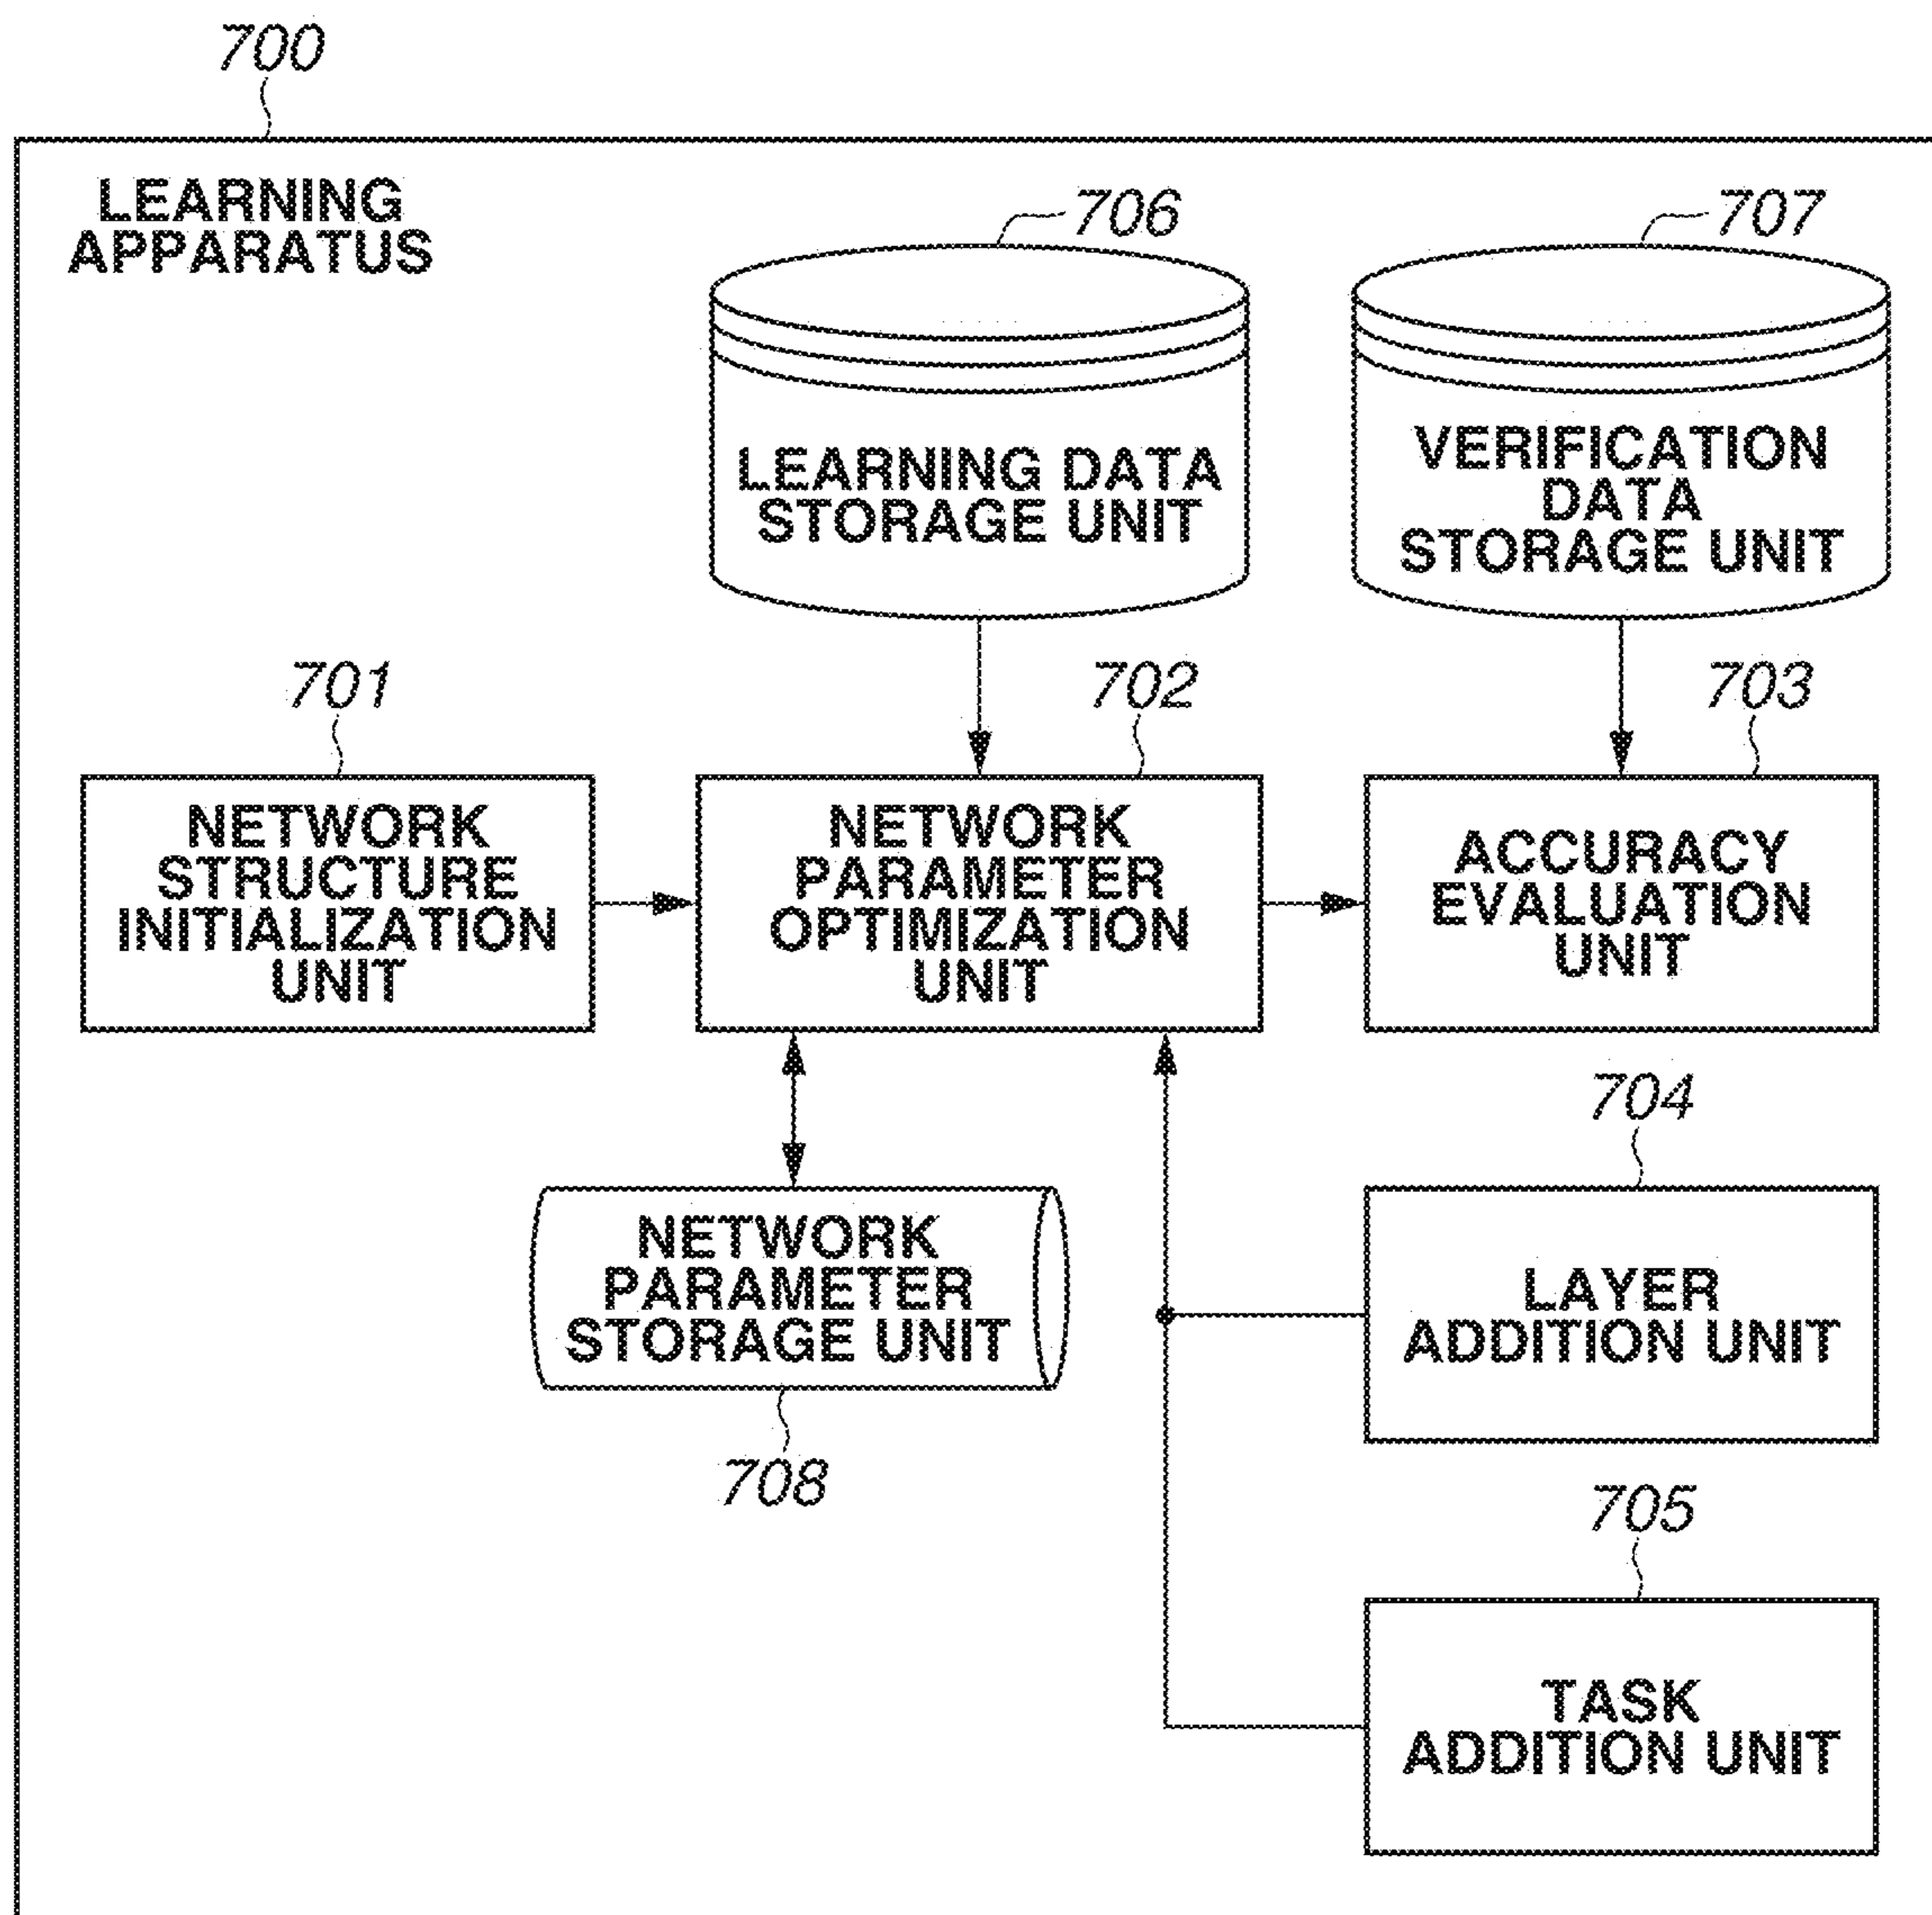 700
LEARNING
APPARATUS
706
707
LEARNING DATA
STORAGE UNIT
VERIFICATION
DATA
STORAGE UNIT
701
702
703
NETWORK
STRUCTURE
INITIALIZATION
UNIT
NETWORK
PARAMETER
OPTIMIZATION
UNIT
ACCURACY
EVALUATION
UNIT
704
NETWORK
PARAMETER
STORAGE UNIT
LAYER
ADDITION UNIT
708
705
TASK
ADDITION UNIT